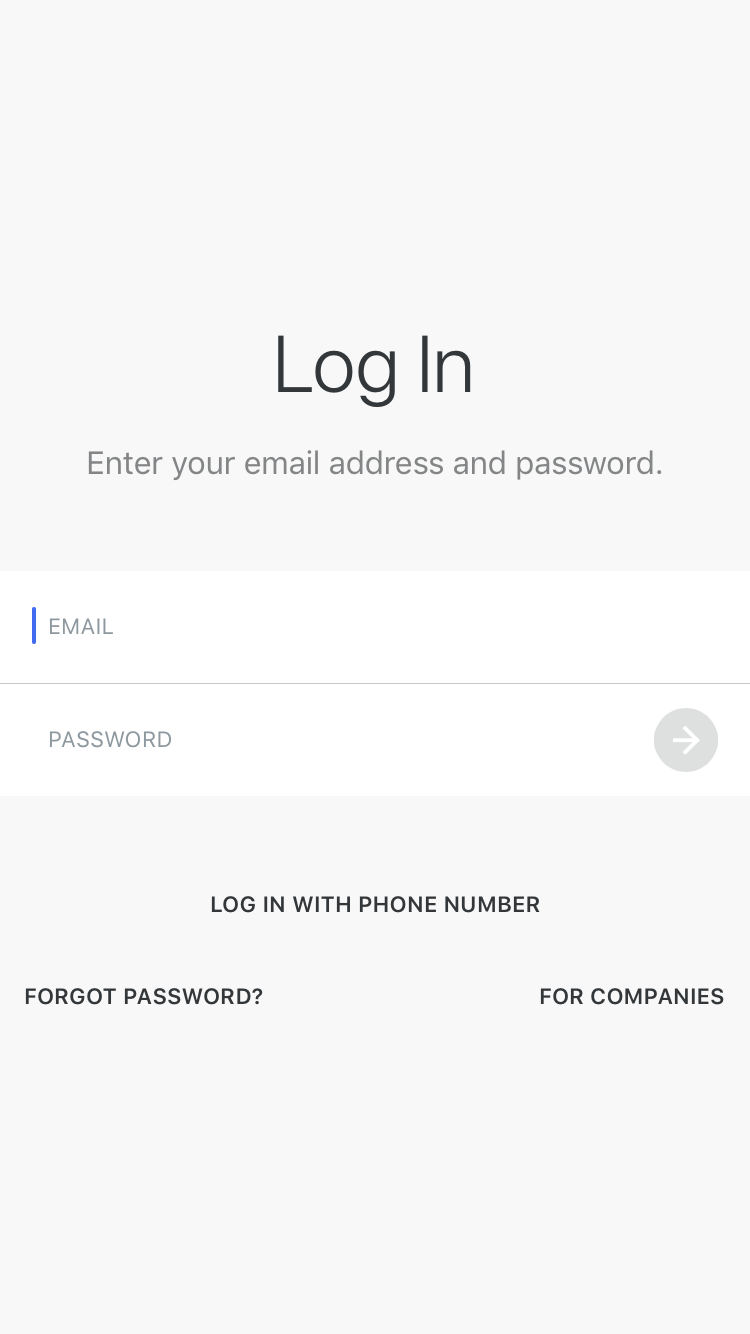 Log In
Enter your email address and password.
EMAIL
PASSWORD
LOG IN WITH PHONE NUMBER
FORGOT PASSWORD?
FOR COMPANIES